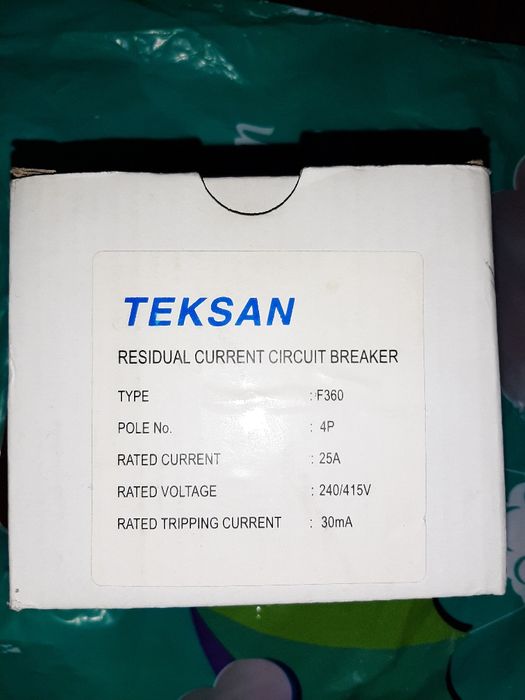 TEKSAN
RESIDUAL CURRENT CIRCUIT BREAKER
TYPE : F360
POLE No. : 4P
RATED CURRENT : 25A
RATED VOLTAGE : 240/415V
RATED TRIPPING CURRENT : 30mA